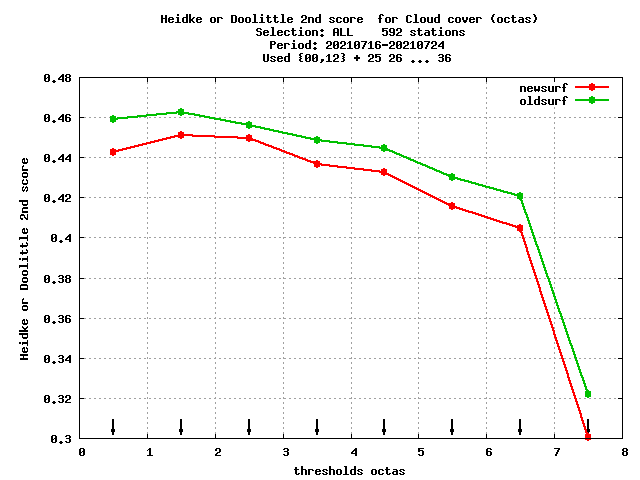 Heidke or Doolittle 2nd score  for Cloud cover (octas)
Selection: ALL    592 stations
Period: 20210716-20210724
Used {00,12} + 25 26 ... 36
newsurf
oldsurf
Heidke or Doolittle 2nd score
0.48
0.46
0.44
0.42
0.4
0.38
0.36
0.34
0.32
0.3
0 1 2 3 4 5 6 7 8
thresholds octas